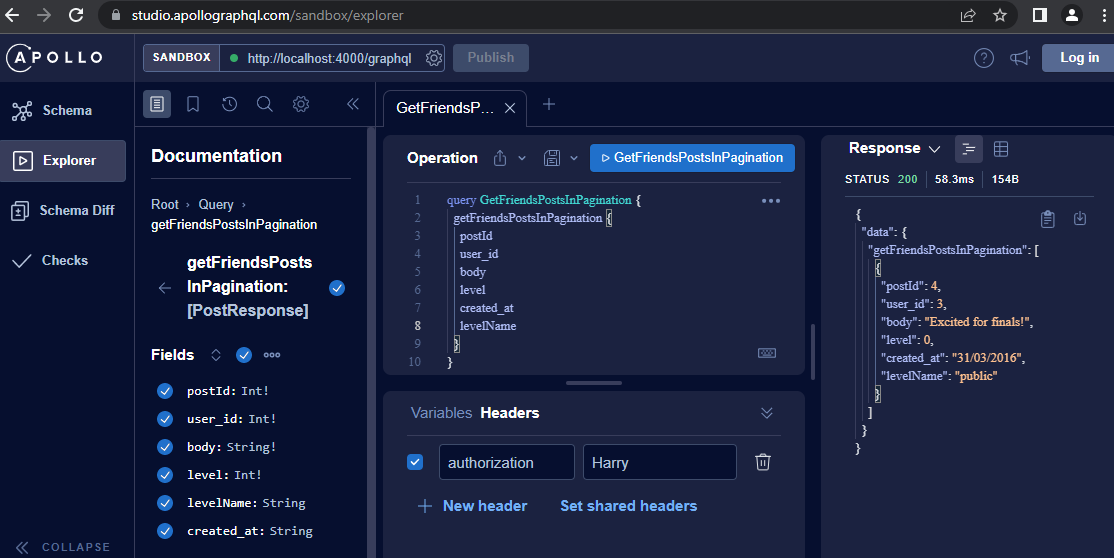 studio.apollographql.com/sandbox/explorer
APOLLO
SANDBOX
http://localhost:4000/graphql
Publish
Log in
Schema
Explorer
Schema Diff
Checks
COLLAPSE
Documentation
Root › Query ›
getFriendsPostsInPagination
getFriendsPosts
InPagination:
[PostResponse]
Fields
postId: Int!
user_id: Int!
body: String!
level: Int!
levelName: String
created_at: String
GetFriendsP...
Operation
GetFriendsPostsInPagination
1 query GetFriendsPostsInPagination {
2 getFriendsPostsInPagination {
3 postId
4 user_id
5 body
6 level
7 created_at
8 levelName
9 }
10 }
Variables Headers
authorization Harry
New header Set shared headers
Response
STATUS 200 58.3ms 154B
{
"data": {
"getFriendsPostsInPagination": [
{
"postId": 4,
"user_id": 3,
"body": "Excited for finals!",
"level": 0,
"created_at": "31/03/2016",
"levelName": "public"
}
]
}
}